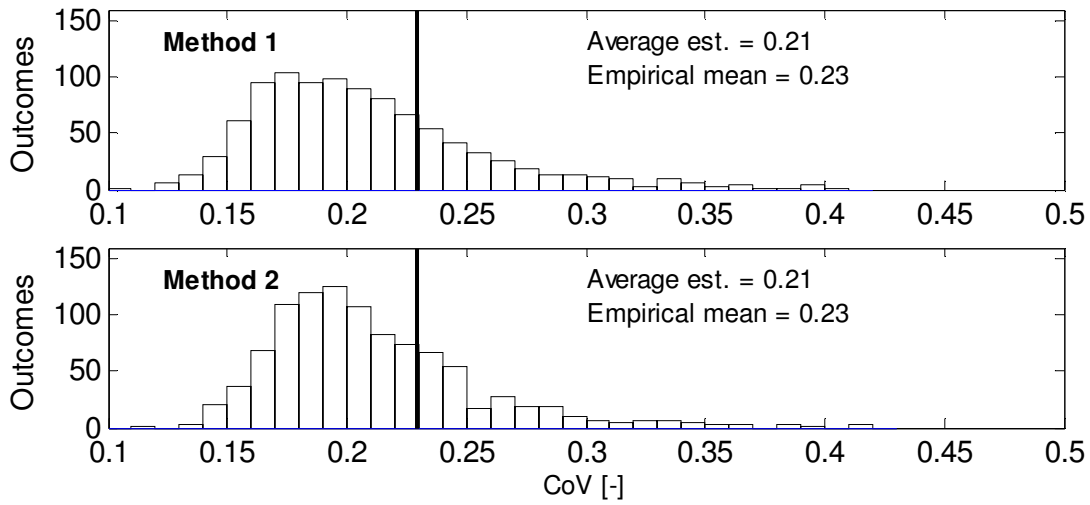 150
Method 1
Average est. = 0.21
Empirical mean = 0.23
100
50
0
Outcomes
0.1 0.15 0.2 0.25 0.3 0.35 0.4 0.45 0.5
150
Method 2
Average est. = 0.21
Empirical mean = 0.23
100
50
0
Outcomes
0.1 0.15 0.2 0.25 0.3 0.35 0.4 0.45 0.5
CoV [-]